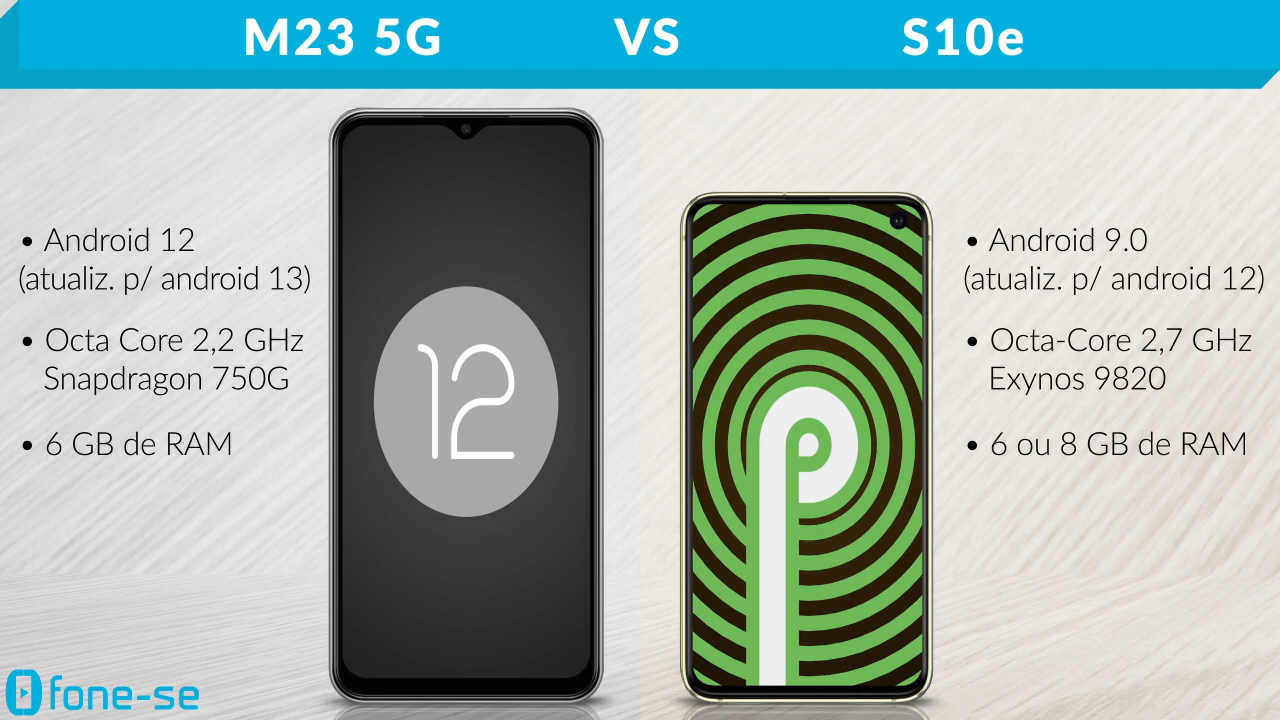 M23 5G VS S10e
• Android 12
(atualiz. p/ android 13)
• Octa Core 2,2 GHz
Snapdragon 750G
• 6 GB de RAM
12
• Android 9.0
(atualiz. p/ android 12)
• Octa-Core 2,7 GHz
Exynos 9820
• 6 ou 8 GB de RAM
fone-se